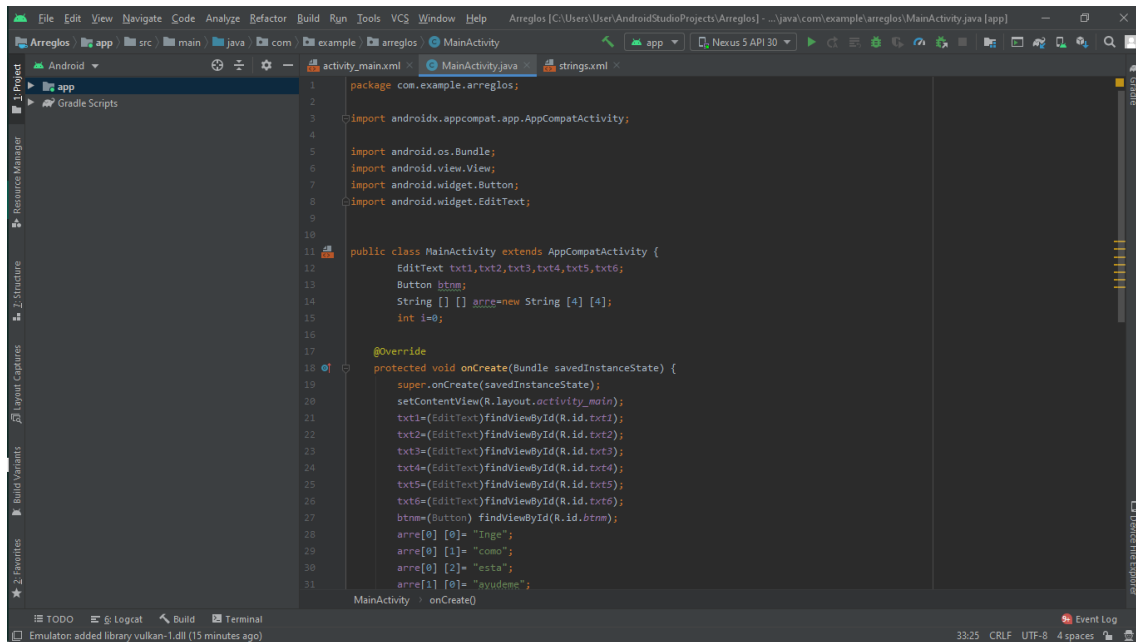 File Edit View Navigate Code Analyze Refactor Build Run Tools VCS Window Help Arreglos [C:\Users\User\AndroidStudioProjects\Arreglos] - ...\java\com\example\arreglos\MainActivity.java [app]
Arreglos app src main java com example arreglos MainActivity app Nexus 5 API 30
Android activity_main.xml MainActivity.java strings.xml
1: Project
Resource Manager
7: Structure
Layout Captures
Build Variants
2: Favorites
app
Gradle Scripts
1 package com.example.arreglos;
2
3 import androidx.appcompat.app.AppCompatActivity;
4
5 import android.os.Bundle;
6 import android.view.View;
7 import android.widget.Button;
8 import android.widget.EditText;
9
10
11 public class MainActivity extends AppCompatActivity {
12 EditText txt1,txt2,txt3,txt4,txt5,txt6;
13 Button btnm;
14 String [] [] arre=new String [4] [4];
15 int i=0;
16
17 @Override
18 protected void onCreate(Bundle savedInstanceState) {
19 super.onCreate(savedInstanceState);
20 setContentView(R.layout.activity_main);
21 txt1=(EditText)findViewById(R.id.txt1);
22 txt2=(EditText)findViewById(R.id.txt2);
23 txt3=(EditText)findViewById(R.id.txt3);
24 txt4=(EditText)findViewById(R.id.txt4);
25 txt5=(EditText)findViewById(R.id.txt5);
26 txt6=(EditText)findViewById(R.id.txt6);
27 btnm=(Button) findViewById(R.id.btnm);
28 arre[0] [0]= "Inge";
29 arre[0] [1]= "como";
30 arre[0] [2]= "esta";
31 arre[1] [0]= "ayudeme";
MainActivity onCreate()
Gradle
Device File Explorer
TODO 6: Logcat Build Terminal Event Log
Emulator: added library vulkan-1.dll (15 minutes ago) 33:25 CRLF UTF-8 4 spaces